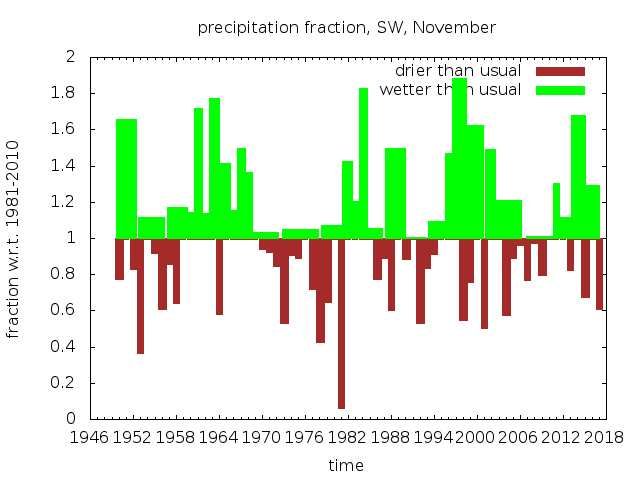 precipitation fraction, SW, November
drier than usual
wetter than usual
fraction w.r.t. 1981-2010
2
1.8
1.6
1.4
1.2
1
0.8
0.6
0.4
0.2
0
1946 1952 1958 1964 1970 1976 1982 1988 1994 2000 2006 2012 2018
time